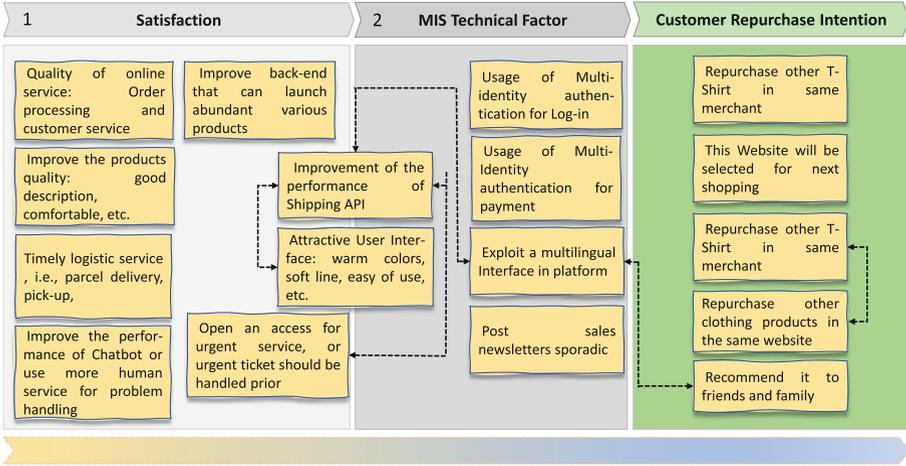 1
Satisfaction
2
MIS Technical Factor
Customer Repurchase Intention
Quality of online
service: Order
processing and
customer service
Improve back-end
that can launch
abundant various
products
Improve the products
quality: good
description,
comfortable, etc.
Timely logistic service
, i.e., parcel delivery,
pick-up,
Improve the perfor-
mance of Chatbot or
use more human
service for problem
handling
Improvement of the
performance of
Shipping API
Attractive User Inter-
face: warm colors,
soft line, easy of use,
etc.
Open an access for
urgent service, or
urgent ticket should be
handled prior
Usage of Multi-
identity authen-
tication for Log-in
Usage of Multi-
Identity
authentication for
payment
Exploit a multilingual
Interface in platform
Post sales
newsletters sporadic
Repurchase other T-
Shirt in same
merchant
This Website will be
selected for next
shopping
Repurchase other T-
Shirt in same
merchant
Repurchase other
clothing products in
the same website
Recommend it to
friends and family